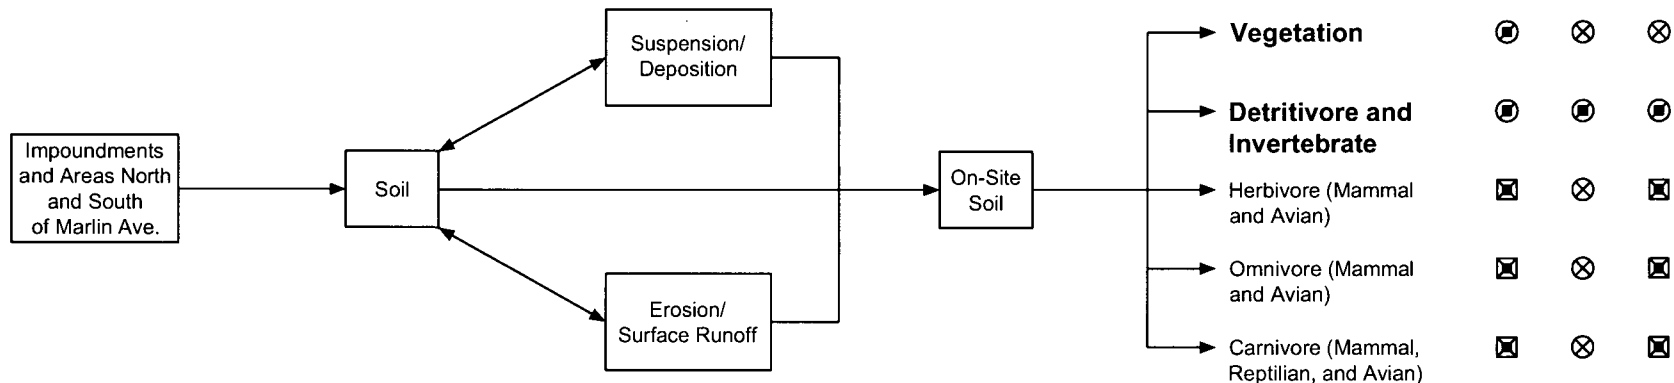 Impoundments
and Areas North
and South
of Marlin Ave.
Soil
Suspension/
Deposition
Erosion/
Surface Runoff
On-Site
Soil
Vegetation
Detritivore and
Invertebrate
Herbivore (Mammal
and Avian)
Omnivore (Mammal
and Avian)
Carnivore (Mammal,
Reptilian, and Avian)